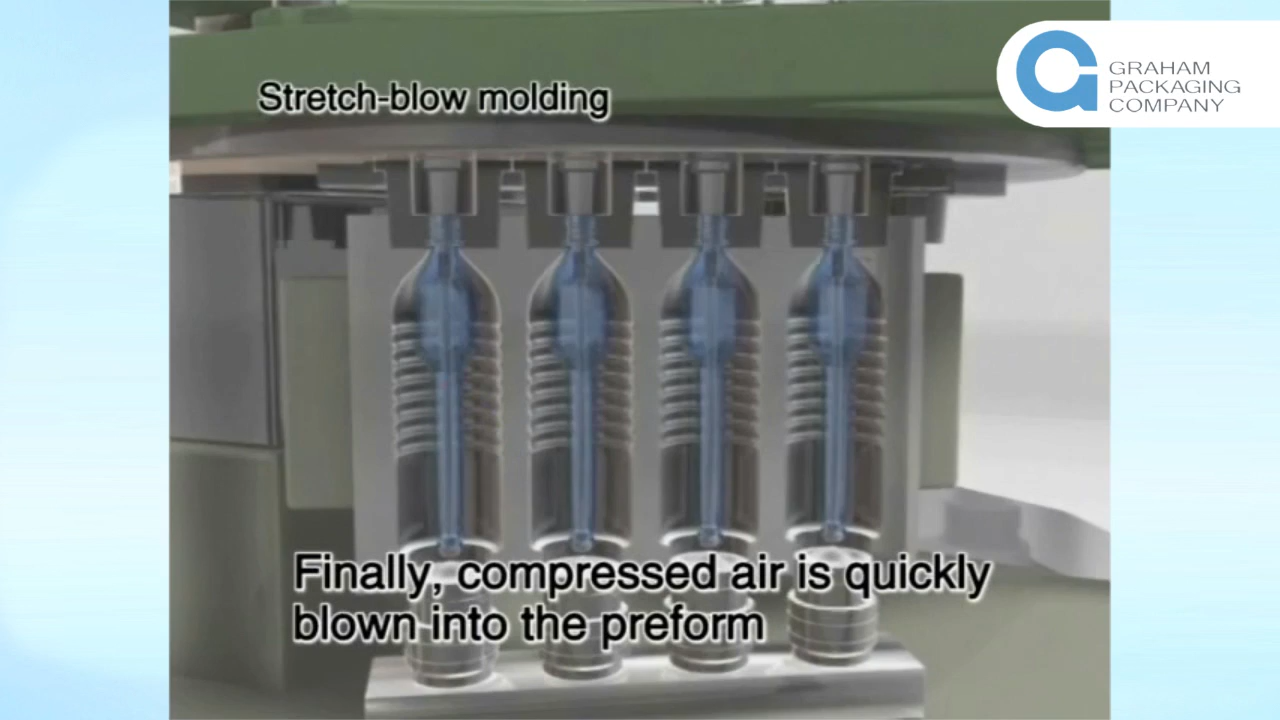 Stretch-blow molding
GRAHAM
PACKAGING
COMPANY
Finally, compressed air is quickly
blown into the preform